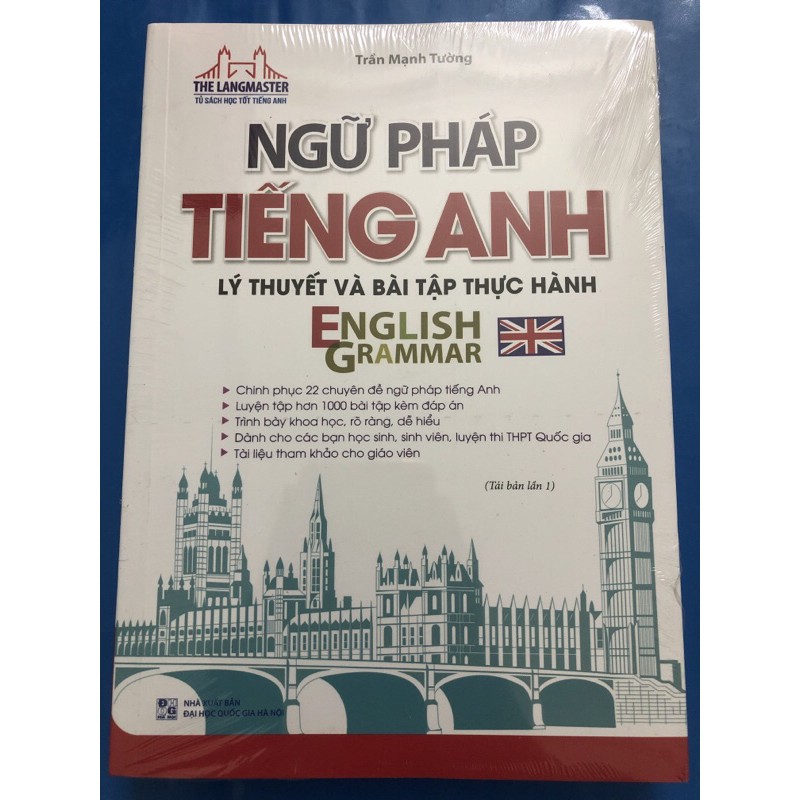 Trần Mạnh Tường
THE LANGMASTER
TỦ SÁCH HỌC TỐT TIẾNG ANH
NGỮ PHÁP
TIẾNG ANH
LÝ THUYẾT VÀ BÀI TẬP THỰC HÀNH
ENGLISH
GRAMMAR
Chinh phục 22 chuyên đề ngữ pháp tiếng Anh
Luyện tập hơn 1000 bài tập kèm đáp án
Trình bày khoa học, rõ ràng, dễ hiểu
Dành cho các bạn học sinh, sinh viên, luyện thi THPT Quốc gia
Tài liệu tham khảo cho giáo viên
(Tái bản lần 1)
NHÀ XUẤT BẢN
ĐẠI HỌC QUỐC GIA HÀ NỘI